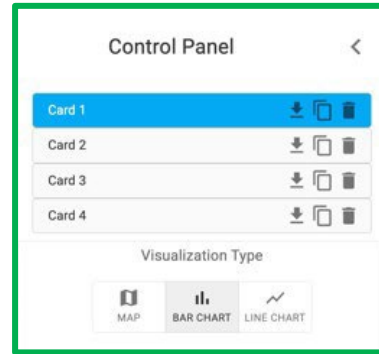 Control Panel
Card 1
Card 2
Card 3
Card 4
Visualization Type
MAP BAR CHART LINE CHART